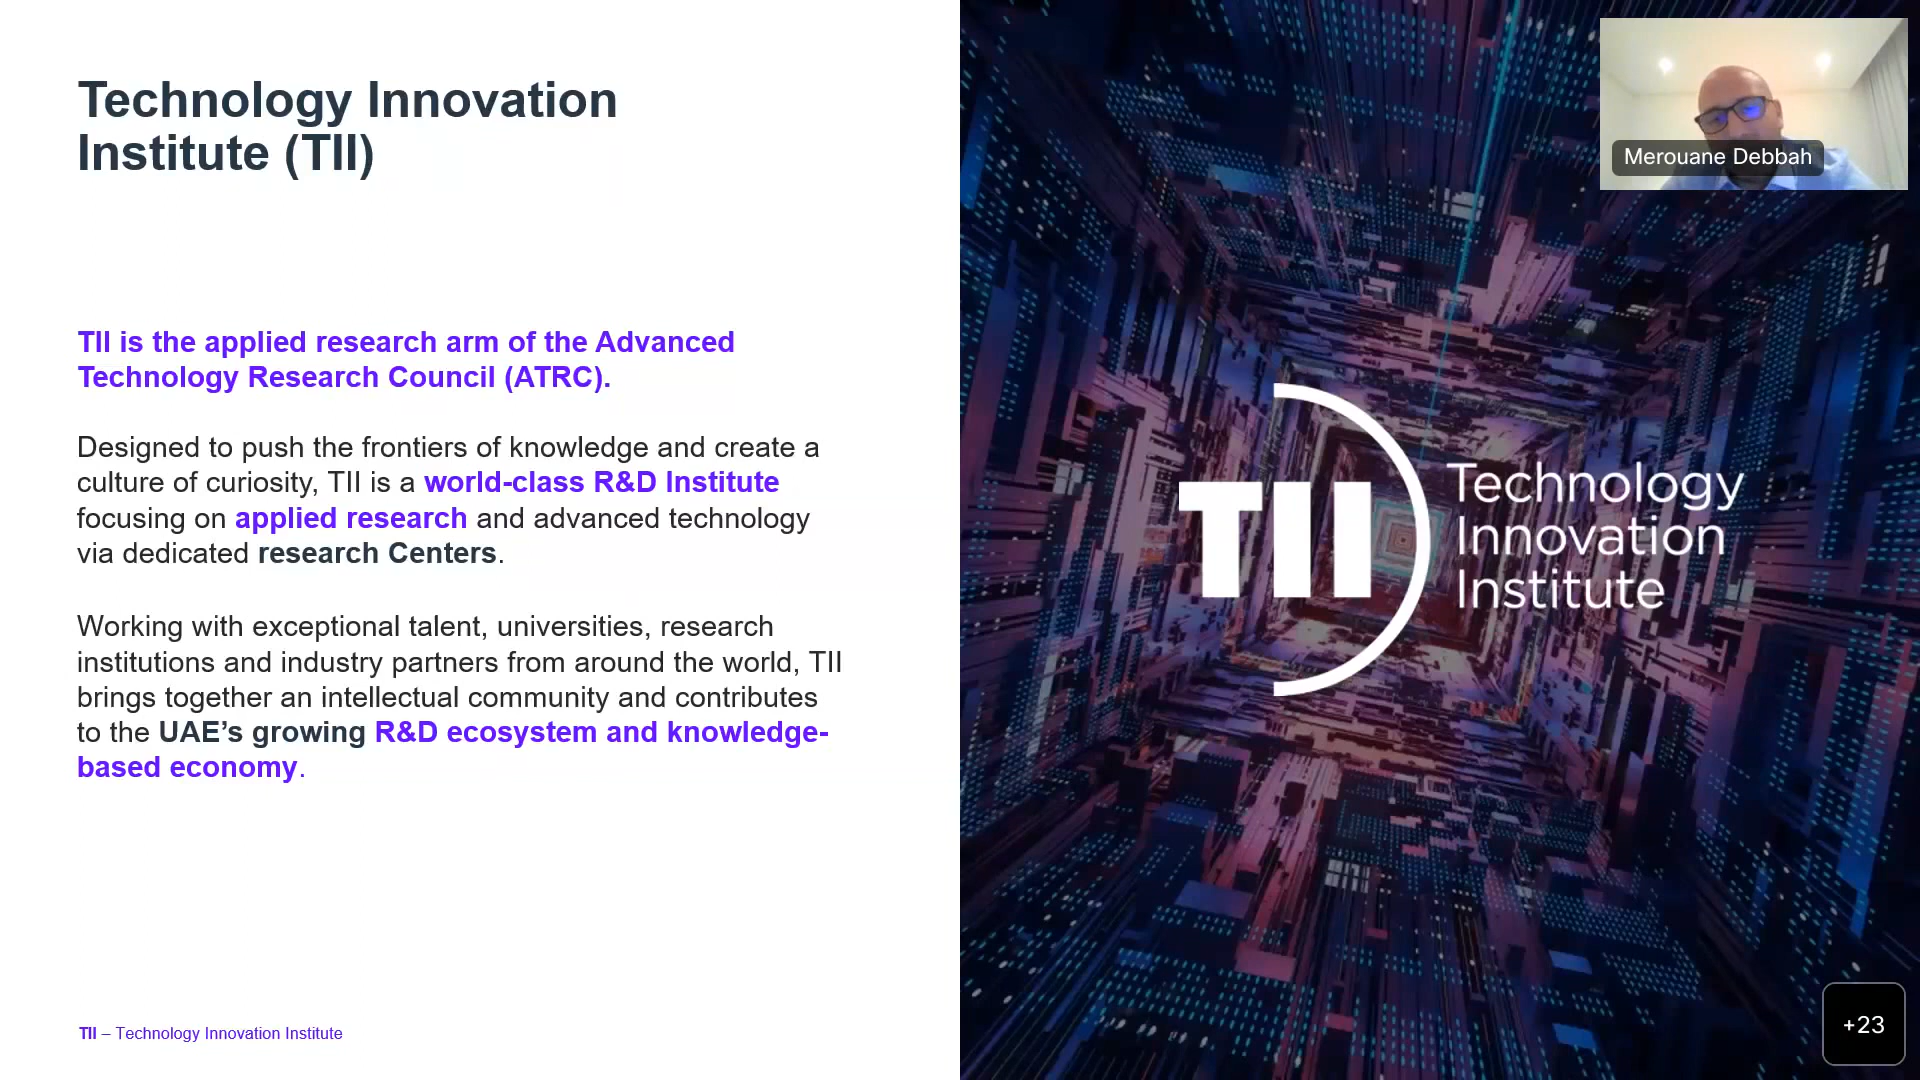 Technology Innovation
Institute (TII)
TII is the applied research arm of the Advanced
Technology Research Council (ATRC).
Designed to push the frontiers of knowledge and create a
culture of curiosity, TII is a world-class R&D Institute
focusing on applied research and advanced technology
via dedicated research Centers.
Working with exceptional talent, universities, research
institutions and industry partners from around the world, TII
brings together an intellectual community and contributes
to the UAE’s growing R&D ecosystem and knowledge-
based economy.
TII – Technology Innovation Institute
TII
Technology
Innovation
Institute
Merouane Debbah
+23